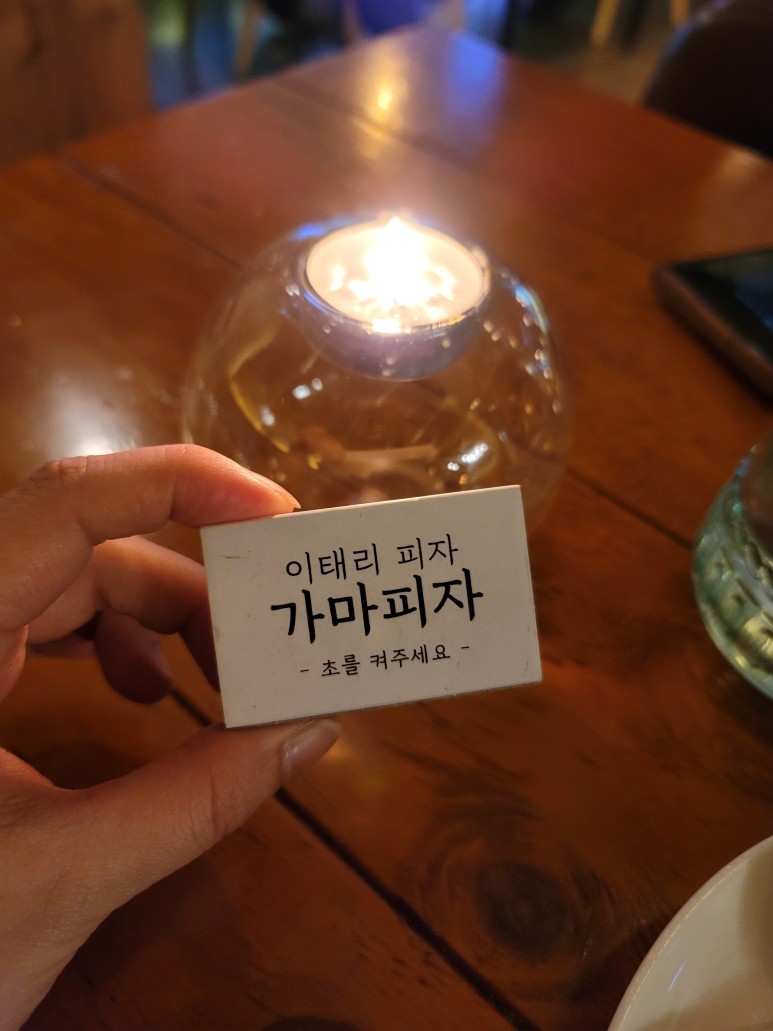 이태리 피자
가마피자
- 초를 켜주세요 -